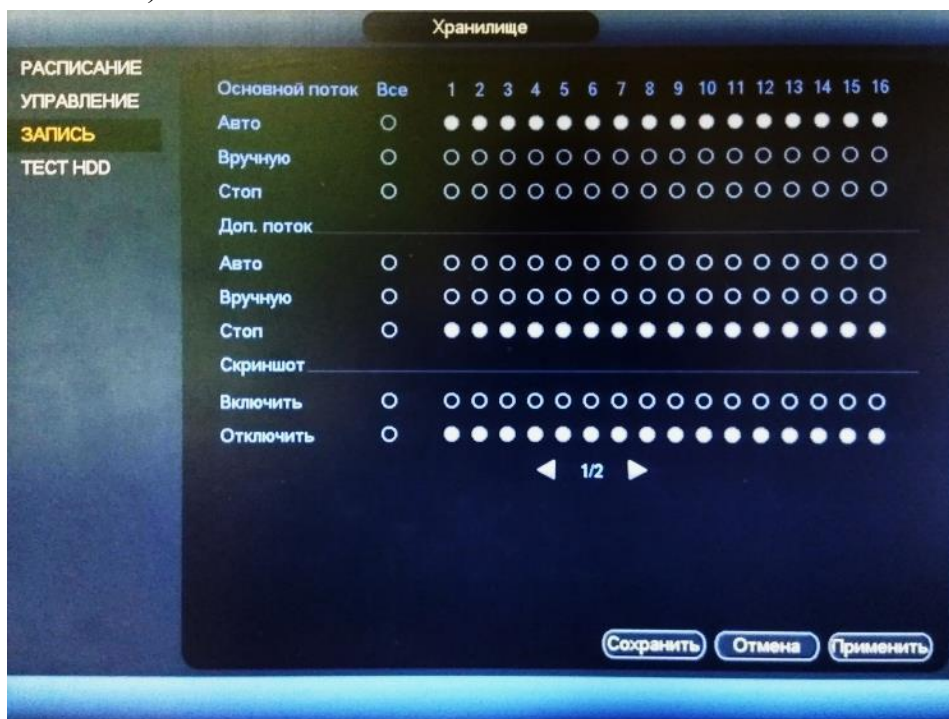 Хранилище
РАСПИСАНИЕ
УПРАВЛЕНИЕ
ЗАПИСЬ
ТЕСТ HDD
Основной поток Все 1 2 3 4 5 6 7 8 9 10 11 12 13 14 15 16
Авто
Вручную
Стоп
Доп. поток
Авто
Вручную
Стоп
Скриншот
Включить
Отключить
1/2
Сохранить Отмена Применить